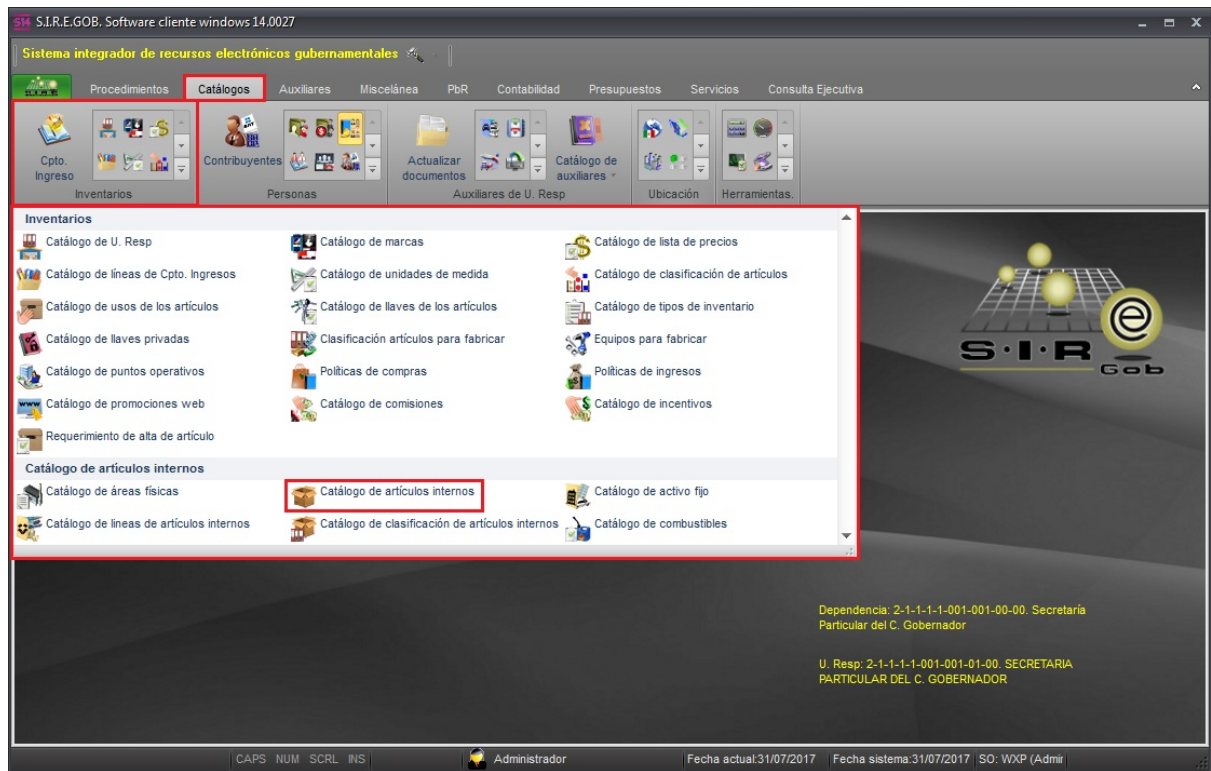 S.I.R.E.GOB. Software cliente windows 14.0027
Sistema integrador de recursos electrónicos gubernamentales
Procedimientos Catálogos Auxiliares Miscelánea PbR Contabilidad Presupuestos Servicios Consulta Ejecutiva
Cpto. Ingreso
Contribuyentes
Actualizar documentos
Catálogo de auxiliares
Inventarios Personas Auxiliares de U. Resp Ubicación Herramientas.
Inventarios
Catálogo de U. Resp Catálogo de marcas Catálogo de lista de precios
Catálogo de líneas de Cpto. Ingresos Catálogo de unidades de medida Catálogo de clasificación de artículos
Catálogo de usos de los artículos Catálogo de llaves de los artículos Catálogo de tipos de inventario
Catálogo de llaves privadas Clasificación artículos para fabricar Equipos para fabricar
Catálogo de puntos operativos Políticas de compras Políticas de ingresos
Catálogo de promociones web Catálogo de comisiones Catálogo de incentivos
Requerimiento de alta de artículo
Catálogo de artículos internos
Catálogo de áreas físicas Catálogo de artículos internos Catálogo de activo fijo
Catálogo de lineas de artículos internos Catálogo de clasificación de artículos internos Catálogo de combustibles
S·I·R e
Gob
Dependencia: 2-1-1-1-1-001-001-00-00. Secretaría
Particular del C. Gobernador
U. Resp: 2-1-1-1-1-001-001-01-00. SECRETARIA
PARTICULAR DEL C. GOBERNADOR
CAPS NUM SCRL INS Administrador Fecha actual:31/07/2017 Fecha sistema:31/07/2017 SO: WXP (Admir